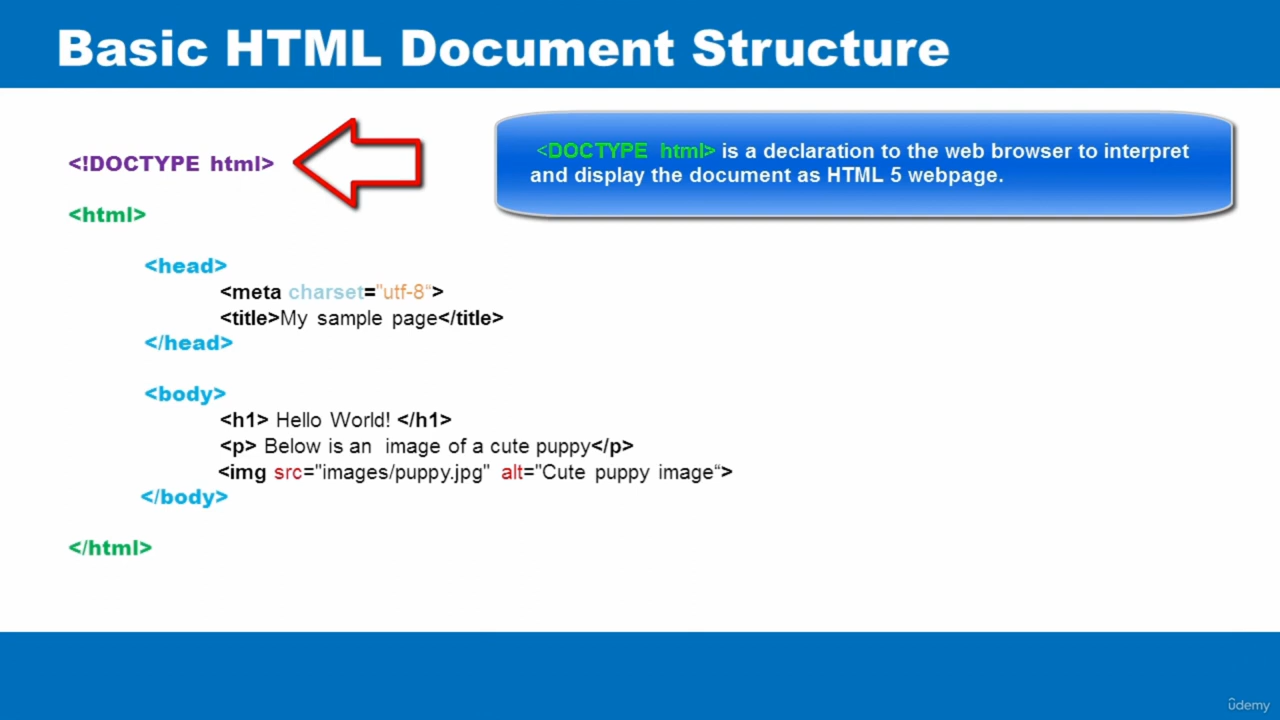 Basic HTML Document Structure
<!DOCTYPE html>
<DOCTYPE html> is a declaration to the web browser to interpret
and display the document as HTML 5 webpage.
<html>
<head>
<meta charset="utf-8“>
<title>My sample page</title>
</head>
<body>
<h1> Hello World! </h1>
<p> Below is an image of a cute puppy</p>
<img src="images/puppy.jpg" alt="Cute puppy image“>
</body>
</html>
udemy